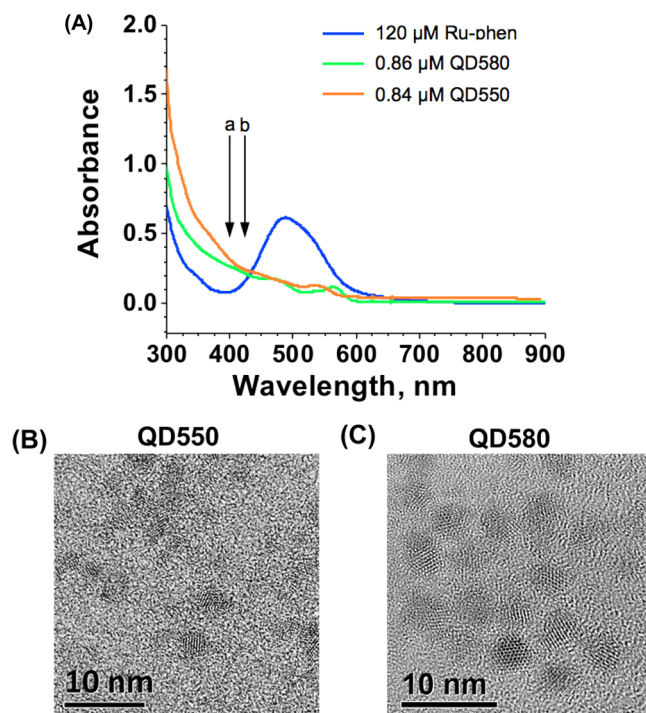 (A)
2.0
1.5
1.0
0.5
0.0
Absorbance
120 µM Ru-phen
0.86 µM QD580
0.84 µM QD550
a b
300 400 500 600 700 800 900
Wavelength, nm
(B) QD550
(C) QD580
10 nm
10 nm